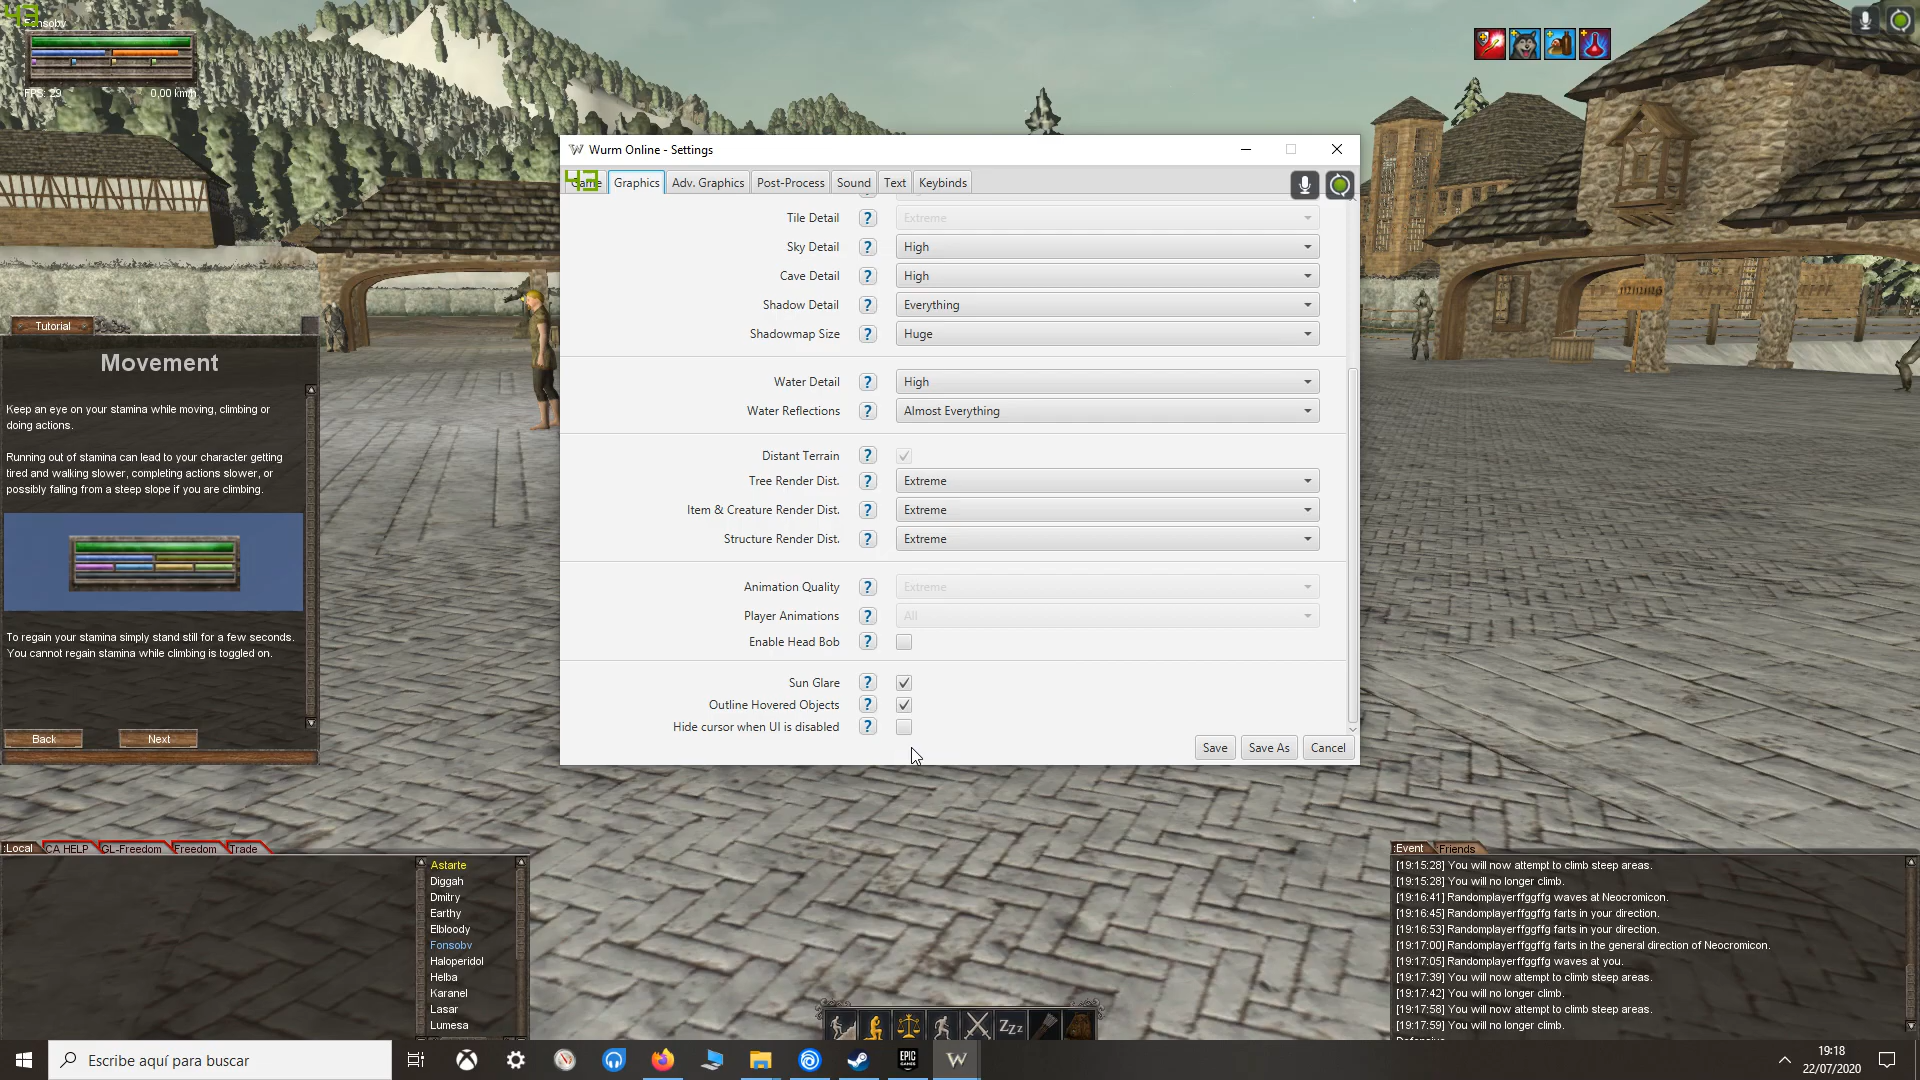 43
Fonsobv
FPS: 29
0,00 km/h
Wurm Online - Settings
43
Game
Graphics
Adv. Graphics
Post-Process
Sound
Text
Keybinds
Tile Detail ? Extreme
Sky Detail ? High
Cave Detail ? High
Shadow Detail ? Everything
Shadowmap Size ? Huge
Water Detail ? High
Water Reflections ? Almost Everything
Distant Terrain ?
Tree Render Dist. ? Extreme
Item & Creature Render Dist. ? Extreme
Structure Render Dist. ? Extreme
Animation Quality ? Extreme
Player Animations ? All
Enable Head Bob ?
Sun Glare ?
Outline Hovered Objects ?
Hide cursor when UI is disabled ?
Save
Save As
Cancel
Mining
Tutorial
Movement
Keep an eye on your stamina while moving, climbing or
doing actions.
Running out of stamina can lead to your character getting
tired and walking slower, completing actions slower, or
possibly falling from a steep slope if you are climbing.
To regain your stamina simply stand still for a few seconds.
You cannot regain stamina while climbing is toggled on.
Back
Next
:Local
CA HELP
GL-Freedom
Freedom
Trade
Astarte
Diggah
Dmitry
Earthy
Elbloody
Fonsobv
Haloperidol
Helba
Karanel
Lasar
Lumesa
Zzz
:Event
Friends
[19:15:28] You will now attempt to climb steep areas.
[19:15:28] You will no longer climb.
[19:16:41] Randomplayerffggffg waves at Neocromicon.
[19:16:45] Randomplayerffggffg farts in your direction.
[19:16:53] Randomplayerffggffg farts in your direction.
[19:17:00] Randomplayerffggffg farts in the general direction of Neocromicon.
[19:17:05] Randomplayerffggffg waves at you.
[19:17:39] You will now attempt to climb steep areas.
[19:17:42] You will no longer climb.
[19:17:58] You will now attempt to climb steep areas.
[19:17:59] You will no longer climb.
Escribe aquí para buscar
EPIC
GAMES
W
19:18
22/07/2020